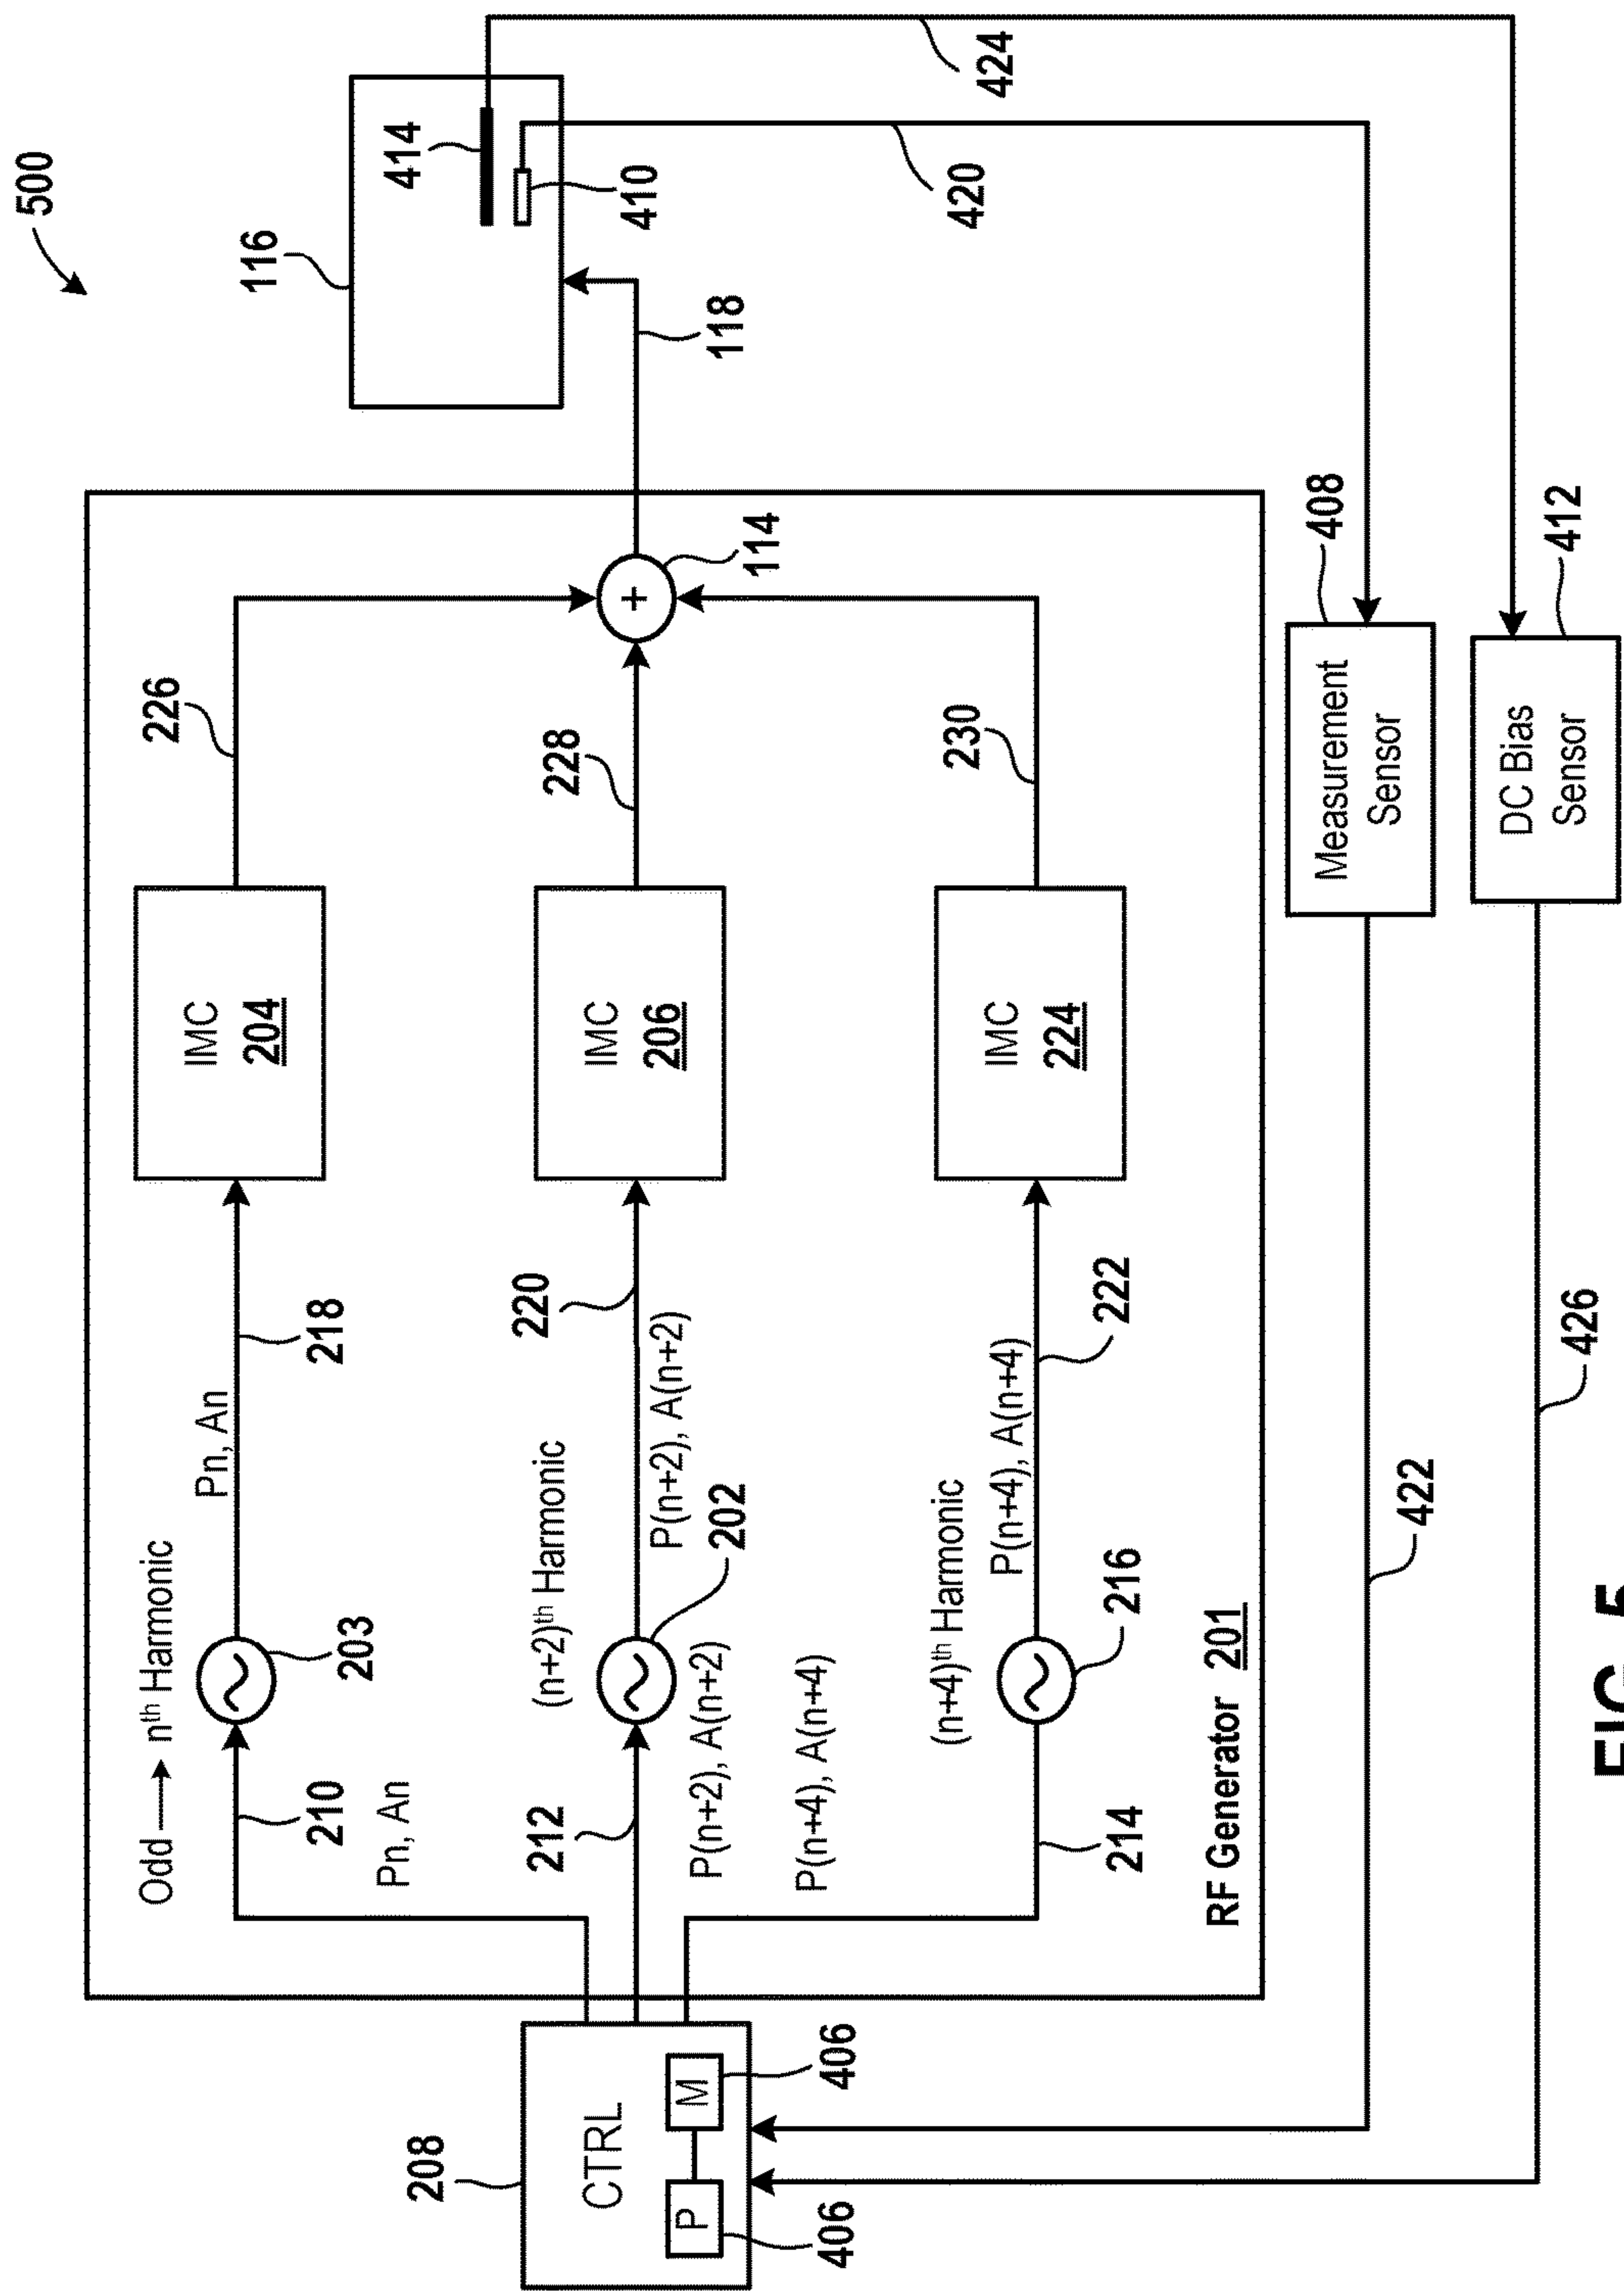 500
Odd → nth Harmonic
Pn, An
210
Pn, An
203
218
IMC
204
226
208
CTRL
P
M
406
406
212
(n+2)th Harmonic
P(n+2), A(n+2)
P(n+2), A(n+2)
202
220
IMC
206
228
114
118
116
414
410
P(n+4), A(n+4)
(n+4)th Harmonic
P(n+4), A(n+4)
214
216
222
IMC
224
230
RF Generator 201
420
424
408
Measurement
Sensor
412
DC Bias
Sensor
422
426
FIG. 5